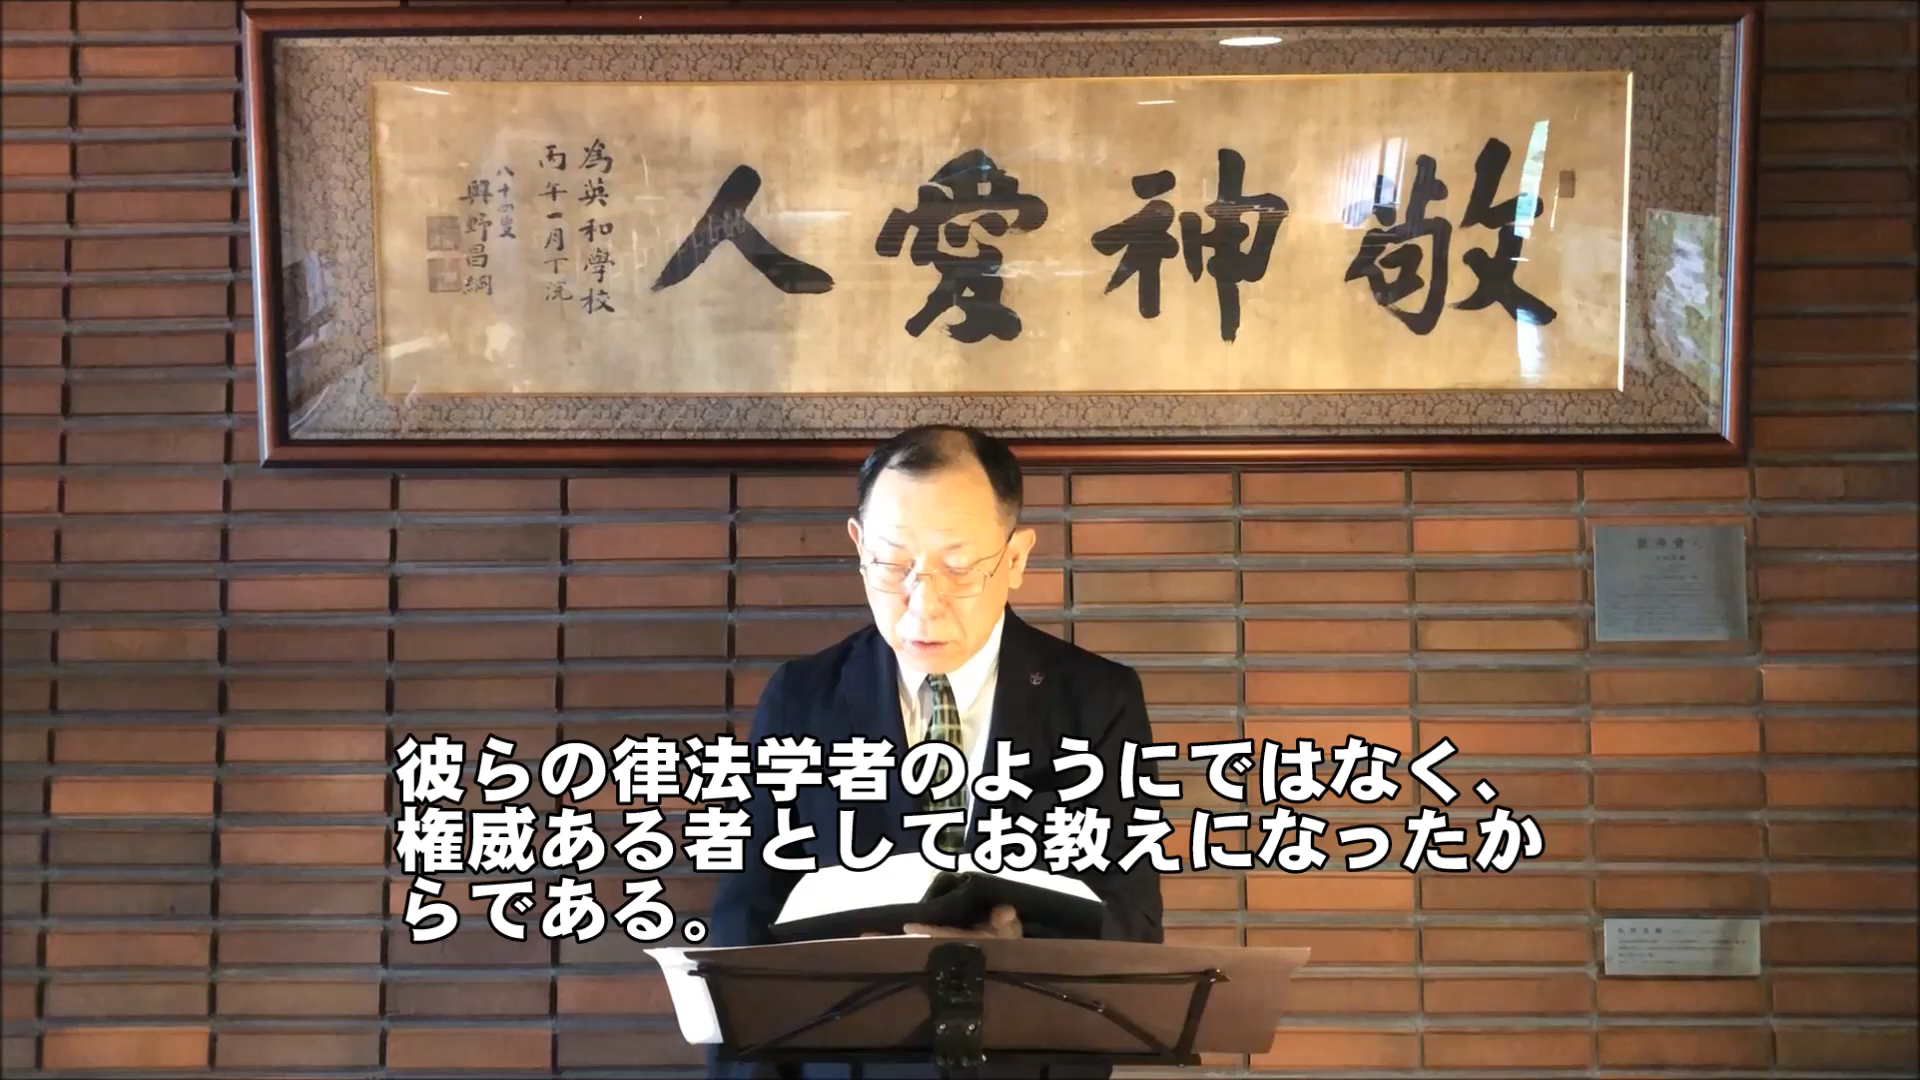 敬神愛人
為英和學校
丙午一月下浣
八十四叟
奥野昌綱
彼らの律法学者のようにではなく、
権威ある者としてお教えになったか
らである。